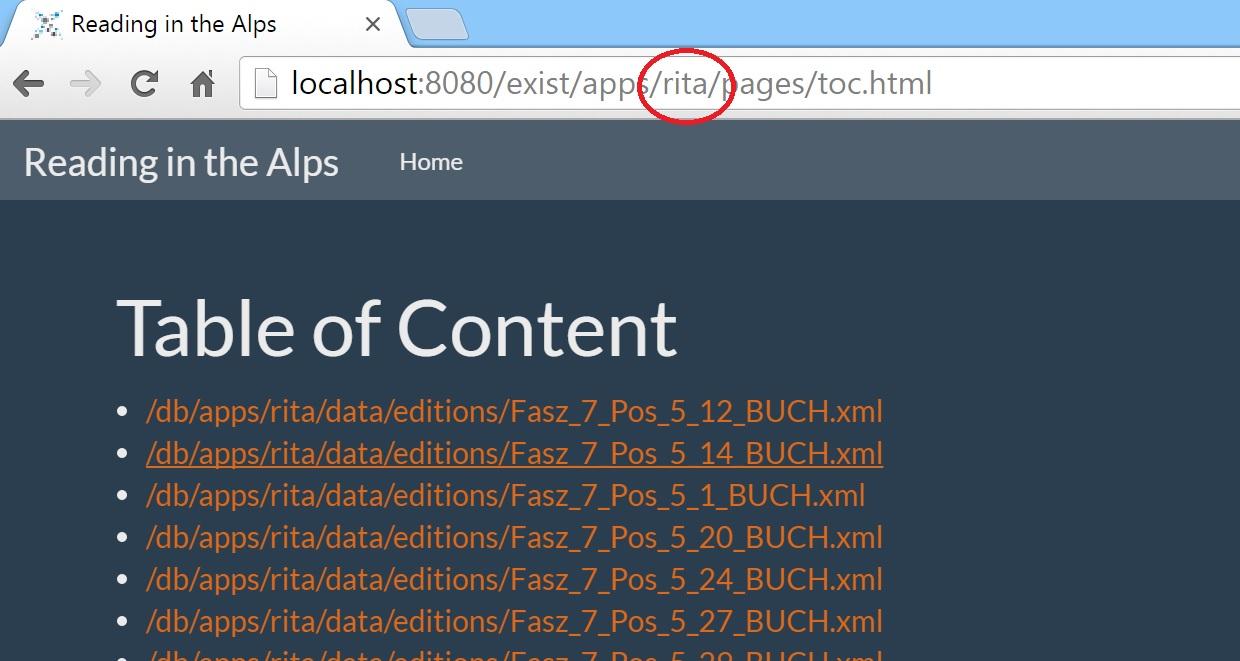 Reading in the Alps
localhost:8080/exist/apps/rita/pages/toc.html
Reading in the Alps Home
Table of Content
/db/apps/rita/data/editions/Fasz_7_Pos_5_12_BUCH.xml
/db/apps/rita/data/editions/Fasz_7_Pos_5_14_BUCH.xml
/db/apps/rita/data/editions/Fasz_7_Pos_5_1_BUCH.xml
/db/apps/rita/data/editions/Fasz_7_Pos_5_20_BUCH.xml
/db/apps/rita/data/editions/Fasz_7_Pos_5_24_BUCH.xml
/db/apps/rita/data/editions/Fasz_7_Pos_5_27_BUCH.xml